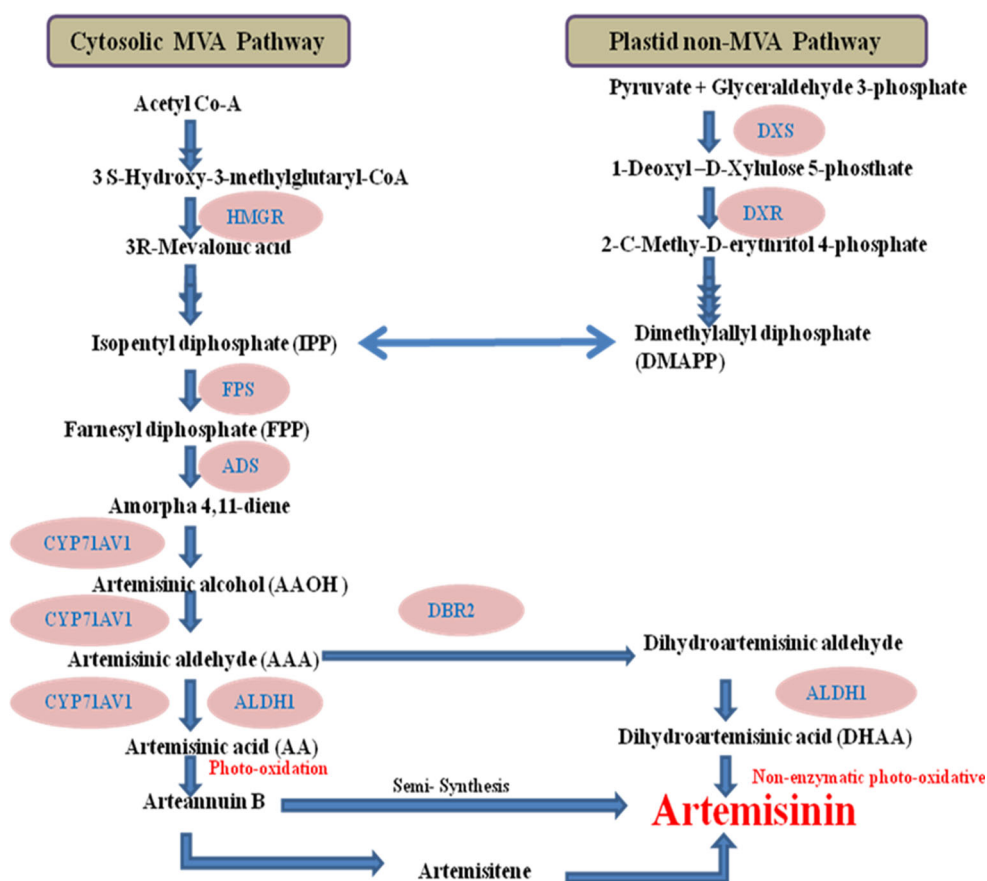 Cytosolic MVA Pathway
Plastid non-MVA Pathway
Acetyl Co-A
Pyruvate + Glyceraldehyde 3-phosphate
DXS
3 S-Hydroxy-3-methylglutaryl-CoA
1-Deoxyl –D-Xylulose 5-phosthate
HMGR
DXR
3R-Mevalonic acid
2-C-Methy-D-erythritol 4-phosphate
Isopentyl diphosphate (IPP)
Dimethylallyl diphosphate
(DMAPP)
FPS
Farnesyl diphosphate (FPP)
ADS
Amorpha 4,11-diene
CYP71AV1
Artemisinic alcohol (AAOH )
CYP71AV1
DBR2
Artemisinic aldehyde (AAA)
Dihydroartemisinic aldehyde
CYP71AV1
ALDH1
ALDH1
Artemisinic acid (AA)
Dihydroartemisinic acid (DHAA)
Photo-oxidation
Non-enzymatic photo-oxidative
Arteannuin B
Semi- Synthesis
Artemisinin
Artemisitene